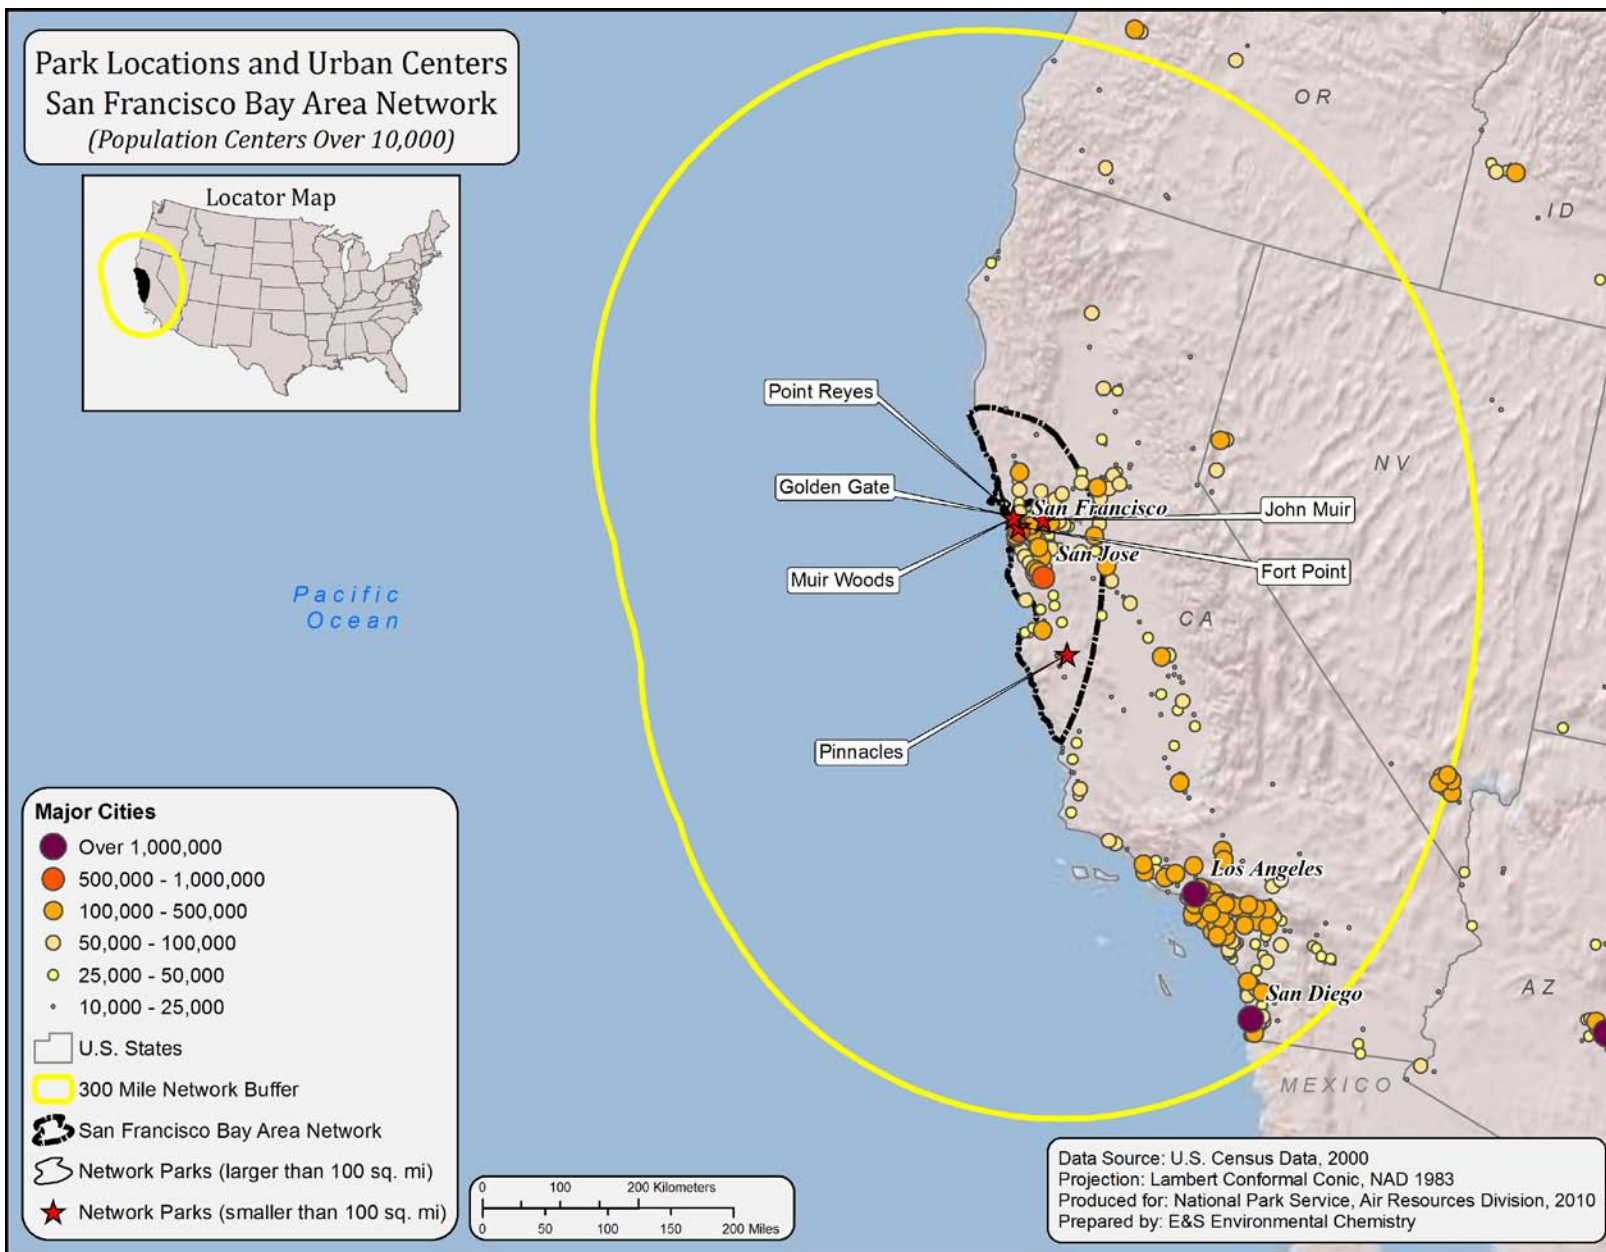 Park Locations and Urban Centers
San Francisco Bay Area Network
(Population Centers Over 10,000)
Locator Map
OR
ID
NV
CA
AZ
MEXICO
Pacific
Ocean
Point Reyes
Golden Gate
Muir Woods
Pinnacles
John Muir
Fort Point
San Francisco
San Jose
Los Angeles
San Diego
Major Cities
Over 1,000,000
500,000 - 1,000,000
100,000 - 500,000
50,000 - 100,000
25,000 - 50,000
10,000 - 25,000
U.S. States
300 Mile Network Buffer
San Francisco Bay Area Network
Network Parks (larger than 100 sq. mi)
Network Parks (smaller than 100 sq. mi)
0 100 200 Kilometers
0 50 100 150 200 Miles
Data Source: U.S. Census Data, 2000
Projection: Lambert Conformal Conic, NAD 1983
Produced for: National Park Service, Air Resources Division, 2010
Prepared by: E&S Environmental Chemistry